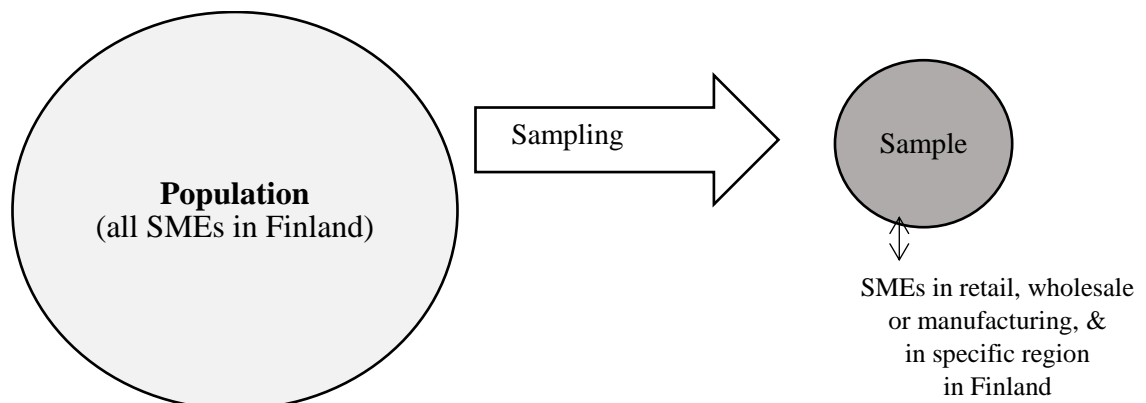 Population
(all SMEs in Finland)
Sampling
Sample
SMEs in retail, wholesale
or manufacturing, &
in specific region
in Finland